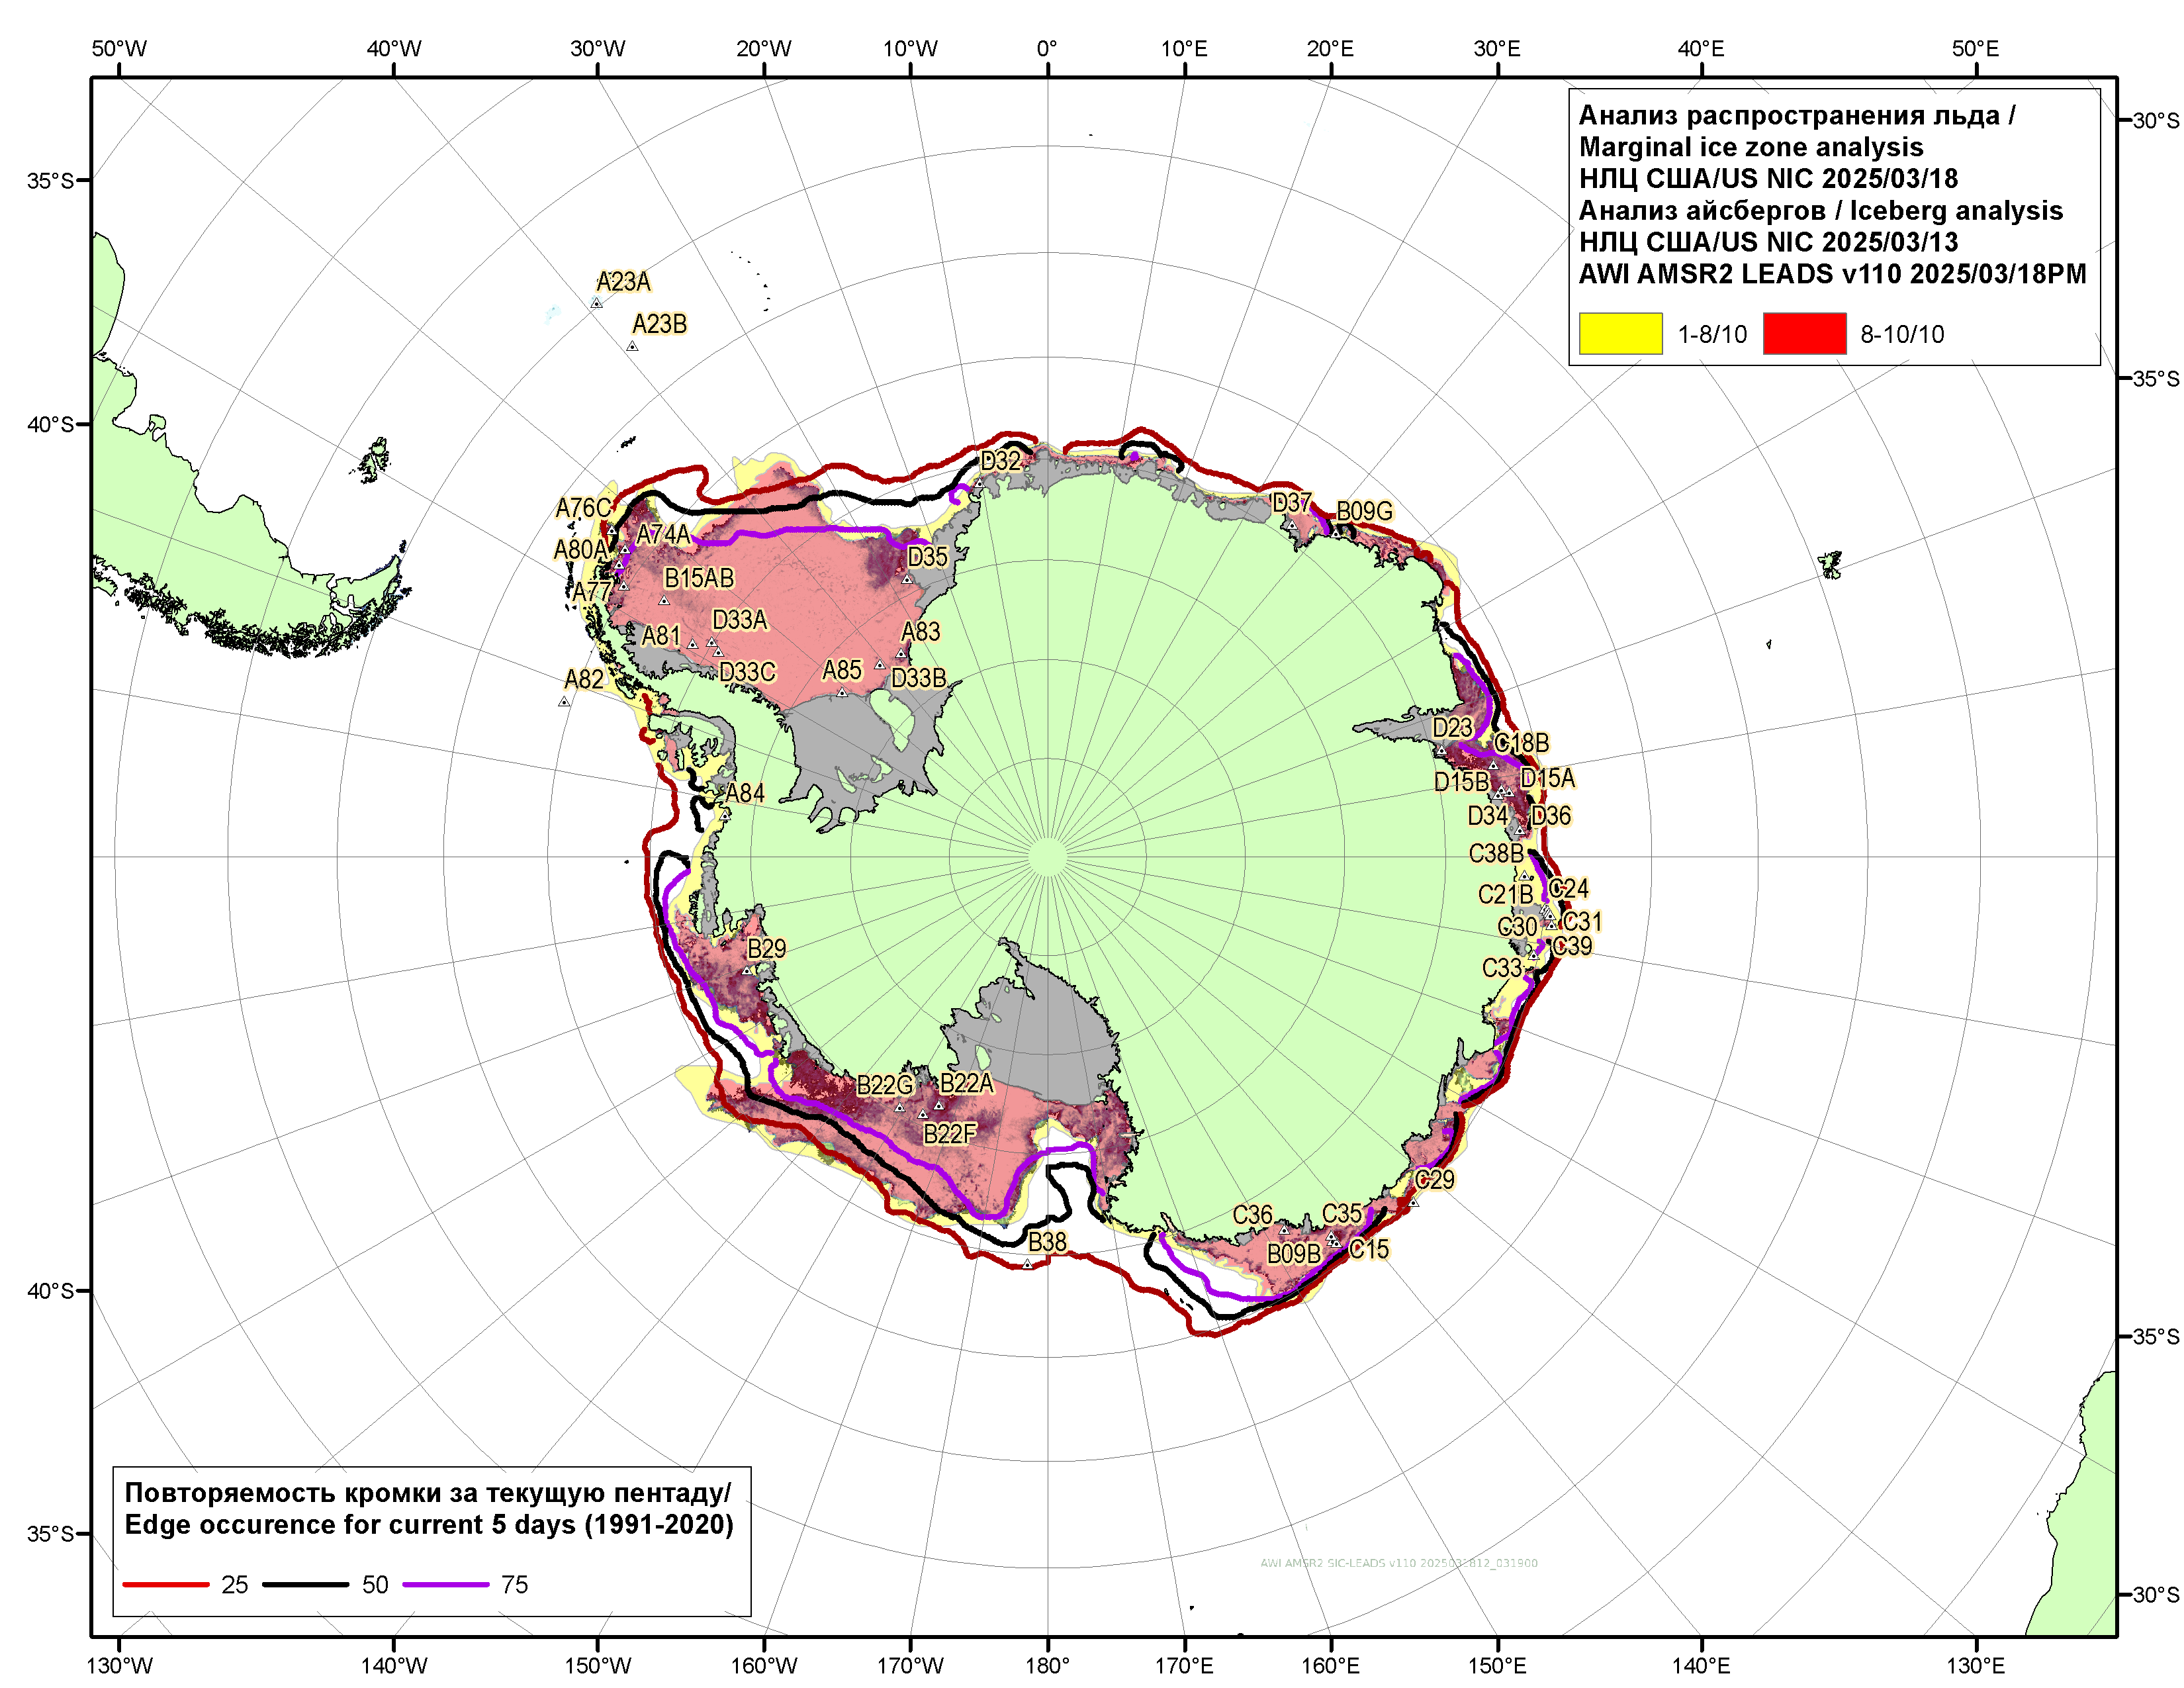 50°W 40°W 30°W 20°W 10°W 0° 10°E 20°E 30°E 40°E 50°E
Анализ распространения льда /
Marginal ice zone analysis
НЛЦ США/US NIC 2025/03/18
Анализ айсбергов / Iceberg analysis
НЛЦ США/US NIC 2025/03/13
AWI AMSR2 LEADS v110 2025/03/18PM
1-8/10 8-10/10
30°S
35°S
35°S
40°S
A23A
A23B
D32
A76C
D37
B09G
A74A
A80A
D35
A77
B15AB
D33A
A81
A83
D33C
A85
D33B
A82
D23
C18B
D15B
D15A
A84
D34
D36
C38B
C21B
C24
C30
C31
C39
B29
C33
B22G
B22A
B22F
C29
C36
C35
B38
B09B
C15
40°S
35°S
35°S
30°S
Повторяемость кромки за текущую пентаду/
Edge occurence for current 5 days (1991-2020)
25 50 75
AWI AMSR2 SIC-LEADS v110 2025031812_031900
130°W 140°W 150°W 160°W 170°W 180° 170°E 160°E 150°E 140°E 130°E